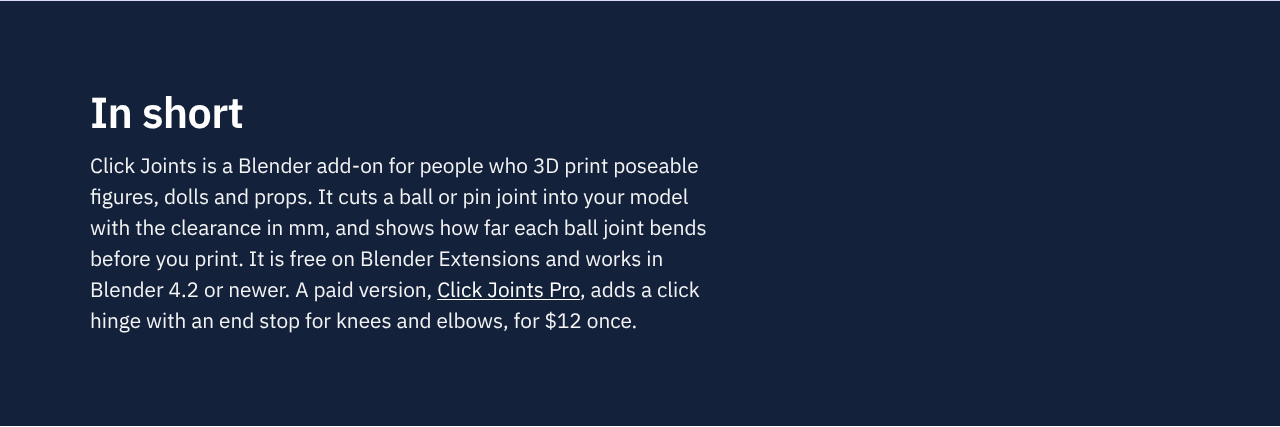 In short
Click Joints is a Blender add-on for people who 3D print poseable
figures, dolls and props. It cuts a ball or pin joint into your model
with the clearance in mm, and shows how far each ball joint bends
before you print. It is free on Blender Extensions and works in
Blender 4.2 or newer. A paid version, Click Joints Pro, adds a click
hinge with an end stop for knees and elbows, for $12 once.